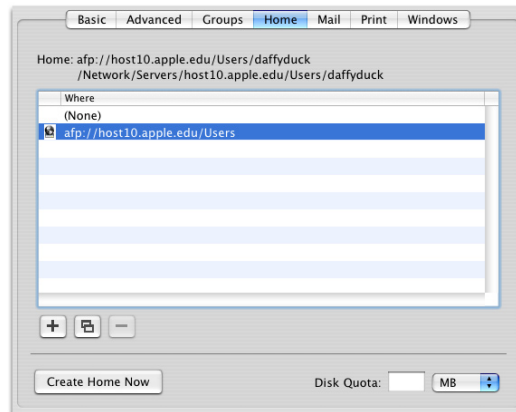 Basic Advanced Groups Home Mail Print Windows
Home: afp://host10.apple.edu/Users/daffyduck
/Network/Servers/host10.apple.edu/Users/daffyduck
Where
(None)
afp://host10.apple.edu/Users
Create Home Now Disk Quota: MB